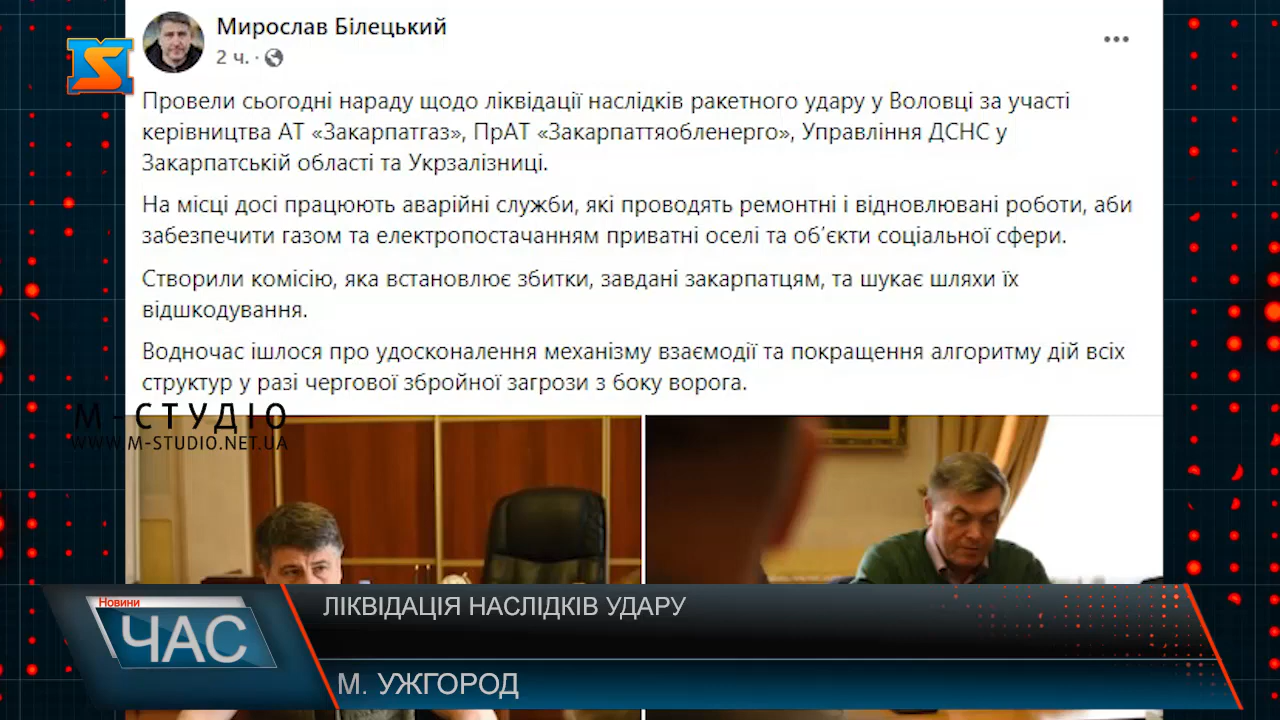 Мирослав Білецький
2 ч. ·
Провели сьогодні нараду щодо ліквідації наслідків ракетного удару у Воловці за участі
керівництва АТ «Закарпатгаз», ПрАТ «Закарпаттяобленерго», Управління ДСНС у
Закарпатській області та Укрзалізниці.
На місці досі працюють аварійні служби, які проводять ремонтні і відновлювані роботи, аби
забезпечити газом та електропостачанням приватні оселі та об’єкти соціальної сфери.
Створили комісію, яка встановлює збитки, завдані закарпатцям, та шукає шляхи їх
відшкодування.
Водночас ішлося про удосконалення механізму взаємодії та покращення алгоритму дій всіх
структур у разі чергової збройної загрози з боку ворога.
М-СТУДІО
WWW.M-STUDIO.NET.UA
Новини
ЧАС
ЛІКВІДАЦІЯ НАСЛІДКІВ УДАРУ
М. УЖГОРОД